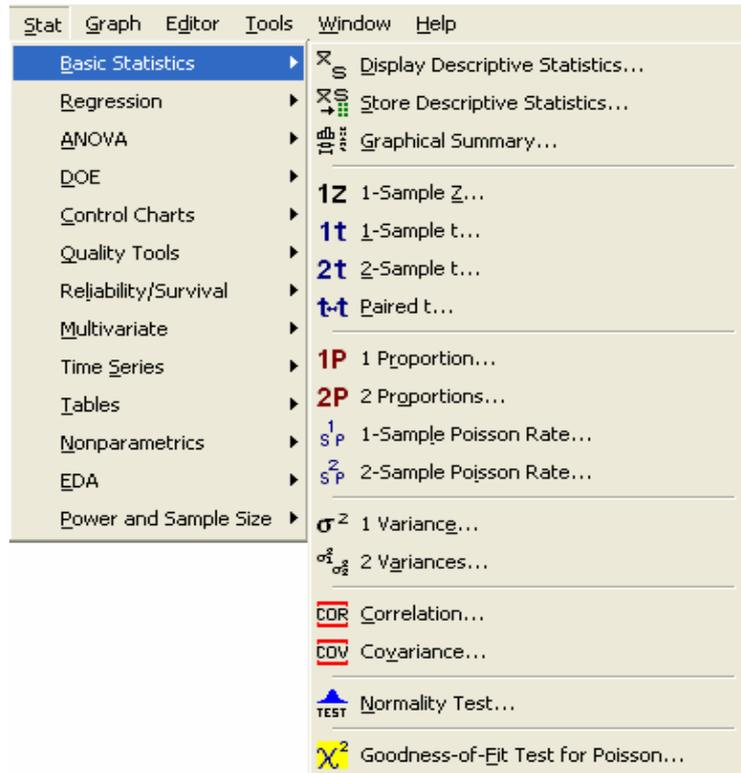 Stat Graph Editor Tools Window Help
Basic Statistics
Regression
ANOVA
DOE
Control Charts
Quality Tools
Reliability/Survival
Multivariate
Time Series
Tables
Nonparametrics
EDA
Power and Sample Size
x̄ s Display Descriptive Statistics...
x̄ s Store Descriptive Statistics...
Graphical Summary...
1Z 1-Sample Z...
1t 1-Sample t...
2t 2-Sample t...
t-t Paired t...
1P 1 Proportion...
2P 2 Proportions...
S¹P 1-Sample Poisson Rate...
S²P 2-Sample Poisson Rate...
σ² 1 Variance...
σ₁² σ₂² 2 Variances...
COR Correlation...
COV Covariance...
TEST Normality Test...
χ² Goodness-of-Fit Test for Poisson...